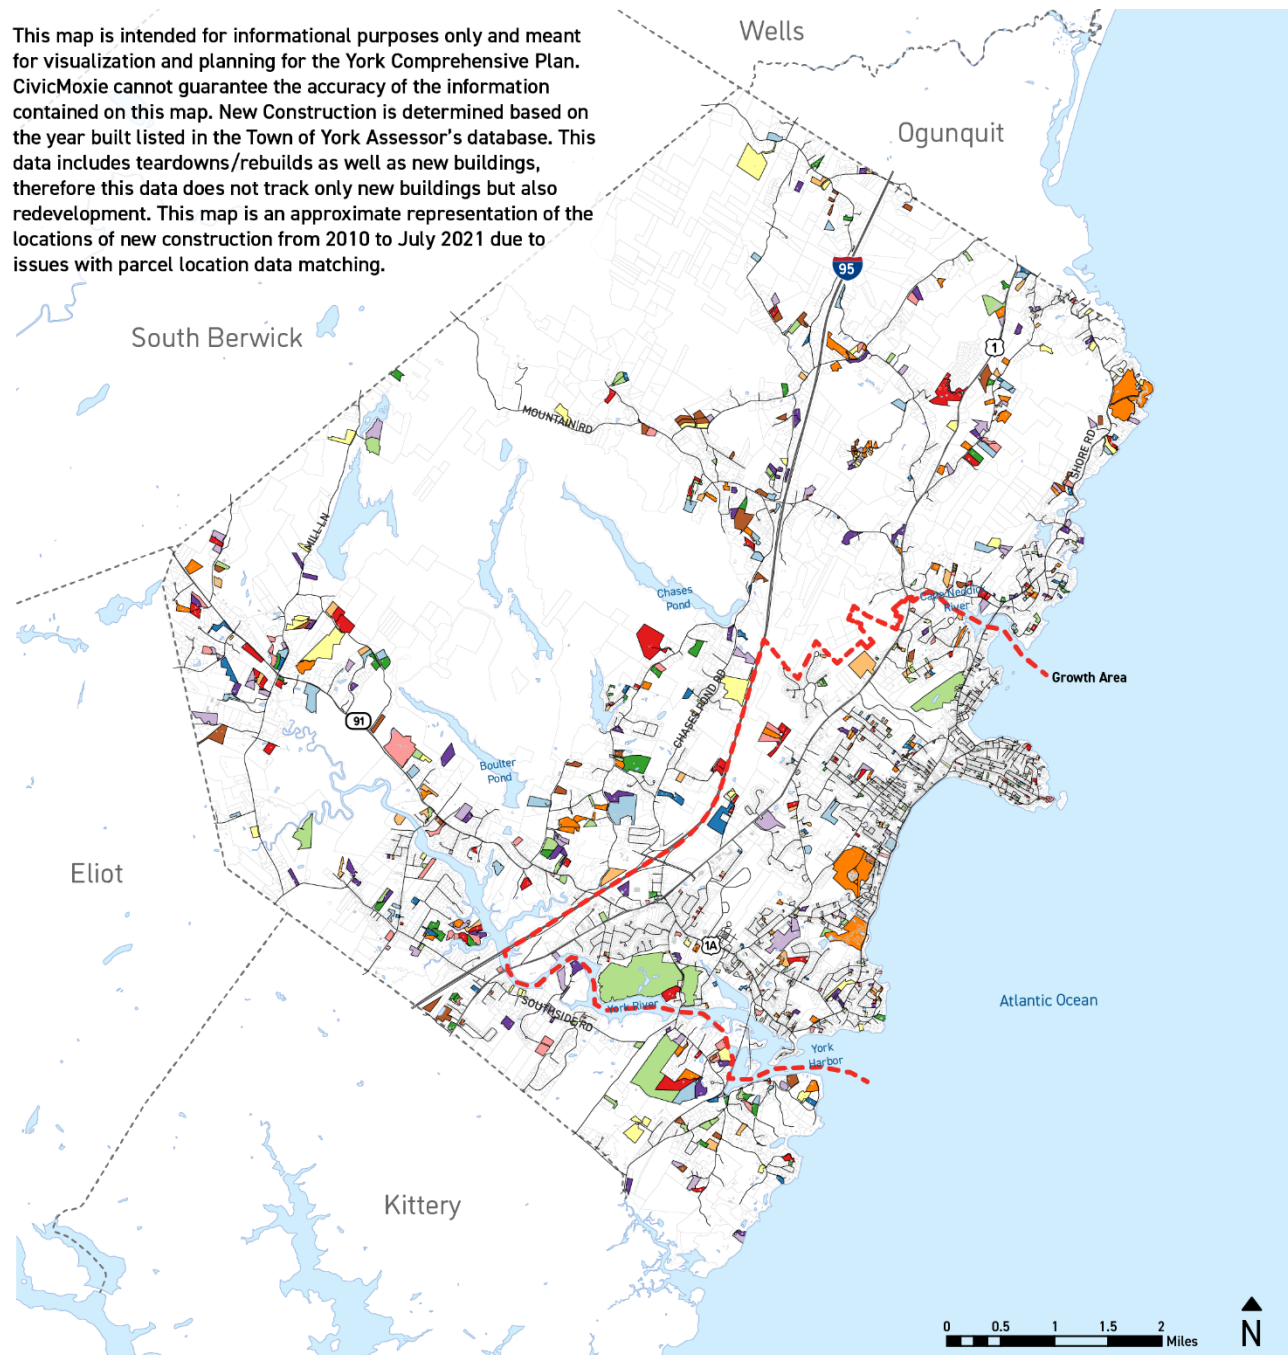 This map is intended for informational purposes only and meant
for visualization and planning for the York Comprehensive Plan.
CivicMoxie cannot guarantee the accuracy of the information
contained on this map. New Construction is determined based on
the year built listed in the Town of York Assessor's database. This
data includes teardowns/rebuilds as well as new buildings,
therefore this data does not track only new buildings but also
redevelopment. This map is an approximate representation of the
locations of new construction from 2010 to July 2021 due to
issues with parcel location data matching.
Wells
Ogunquit
95
South Berwick
1
MOUNTAIN RD
SHORE RD
MILL LN
Chases
Pond
Cape Neddick
River
Growth Area
CHASES POND RD
91
Boulter
Pond
Eliot
1A
York River
SOUTHSIDE RD
Atlantic Ocean
York
Harbor
Kittery
0 0.5 1 1.5 2
Miles
N